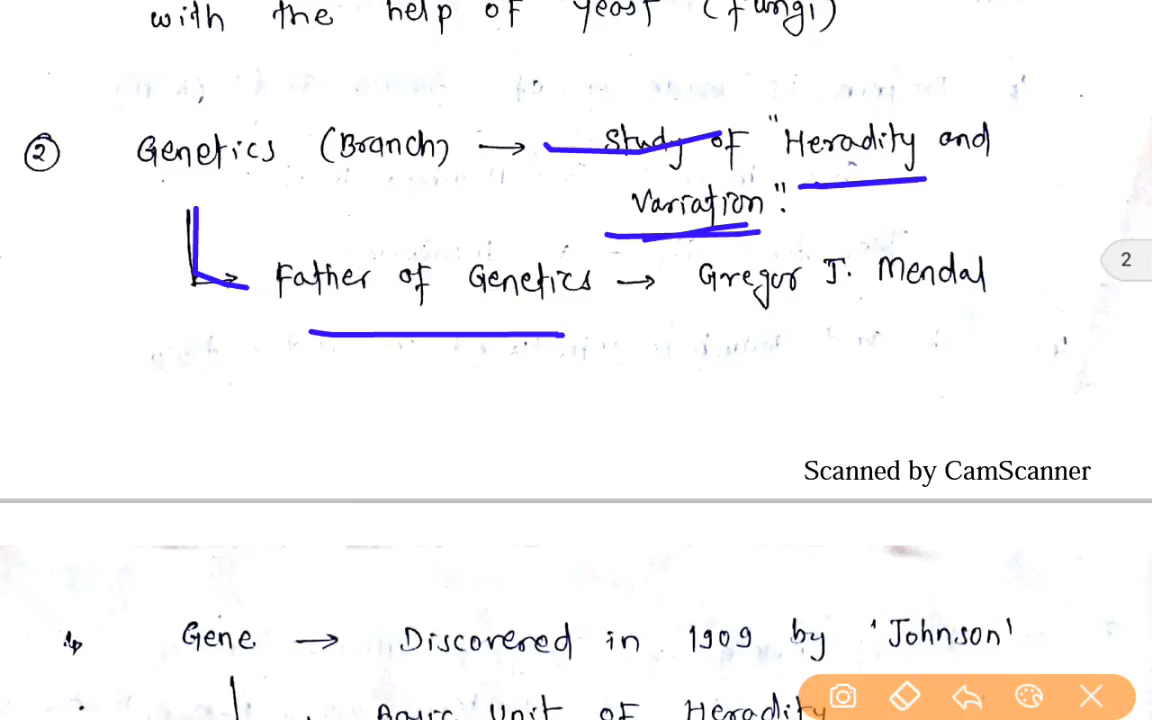 with the help of yeast (fungi)
② Genetics (Branch) → Study of "Heradity and
Variation".
→ Father of Genetics → Gregor J. Mendal
2
Scanned by CamScanner
Gene → Discovered in 1909 by 'Johnson'
Basic Unit of Heradity